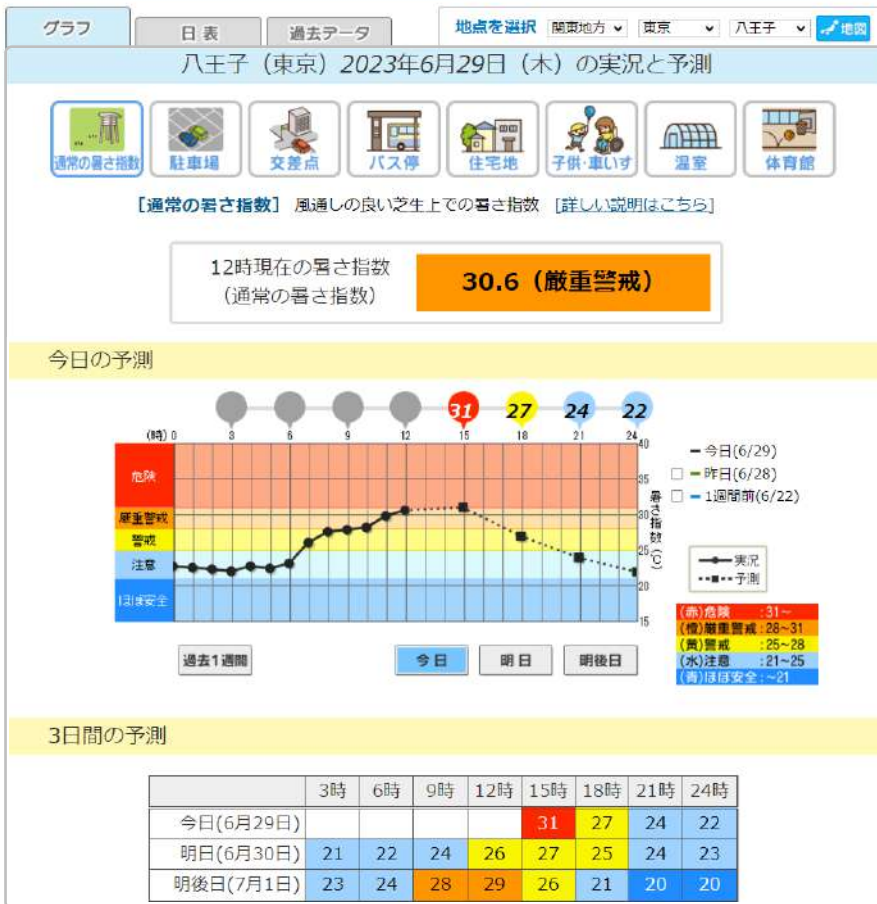 グラフ 日表 過去データ 地点を選択 関東地方 東京 八王子 地図
八王子（東京）2023年6月29日（木）の実況と予測
通常の暑さ指数 駐車場 交差点 バス停 住宅地 子供・車いす 温室 体育館
［通常の暑さ指数］ 風通しの良い芝生上での暑さ指数 ［詳しい説明はこちら］
12時現在の暑さ指数
（通常の暑さ指数）
30.6（厳重警戒）
今日の予測
31 27 24 22
(時) 0 3 6 9 12 15 18 21 24
40
35
30
25
20
15
暑さ指数(℃)
危険
厳重警戒
警戒
注意
ほぼ安全
今日(6/29)
昨日(6/28)
1週間前(6/22)
実況
予測
(赤)危険 :31～
(橙)厳重警戒:28~31
(黄)警戒 :25~28
(水)注意 :21~25
(青)ほぼ安全:~21
過去1週間 今日 明日 明後日
3日間の予測
3時 6時 9時 12時 15時 18時 21時 24時
今日(6月29日) 31 27 24 22
明日(6月30日) 21 22 24 26 27 25 24 23
明後日(7月1日) 23 24 28 29 26 21 20 20